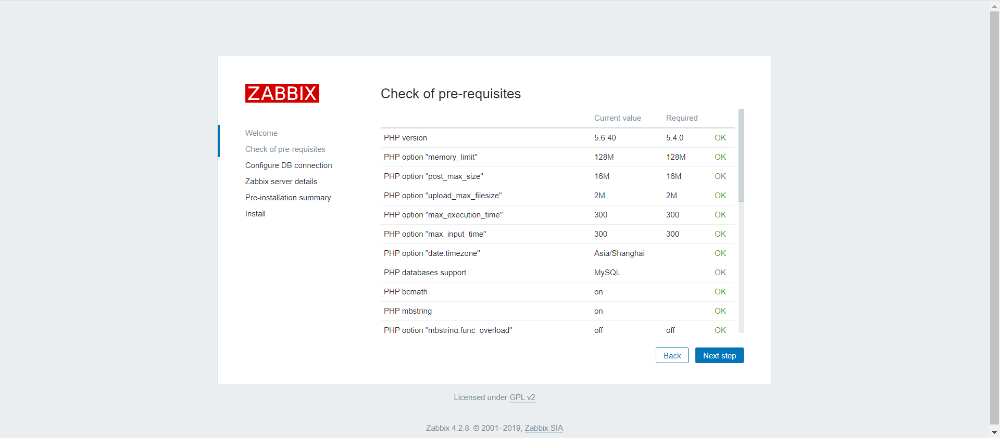 ZABBIX
Welcome
Check of pre-requisites
Configure DB connection
Zabbix server details
Pre-installation summary
Install
Check of pre-requisites
Current value Required
PHP version 5.6.40 5.4.0 OK
PHP option "memory_limit" 128M 128M OK
PHP option "post_max_size" 16M 16M OK
PHP option "upload_max_filesize" 2M 2M OK
PHP option "max_execution_time" 300 300 OK
PHP option "max_input_time" 300 300 OK
PHP option "date.timezone" Asia/Shanghai OK
PHP databases support MySQL OK
PHP bcmath on OK
PHP mbstring on OK
PHP option "mbstring.func_overload" off off OK
Back Next step
Licensed under GPL v2
Zabbix 4.2.8. © 2001–2019, Zabbix SIA